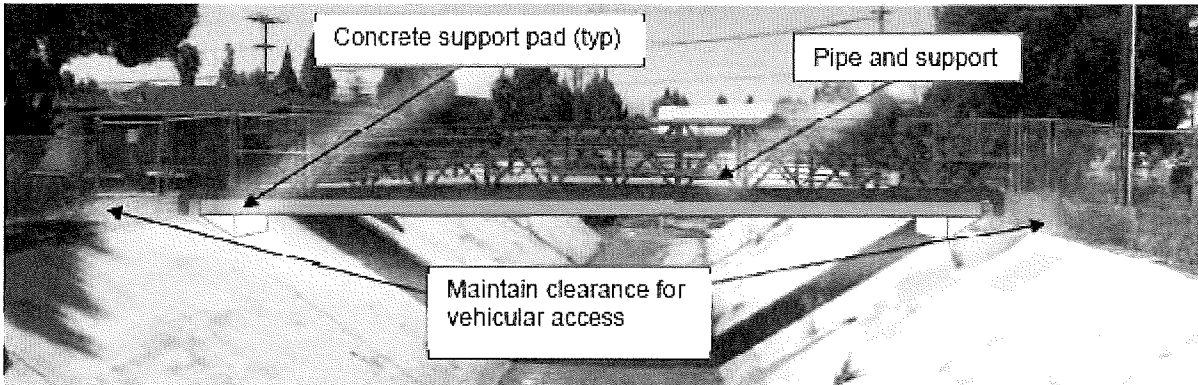 Concrete support pad (typ)
Pipe and support
Maintain clearance for
vehicular access